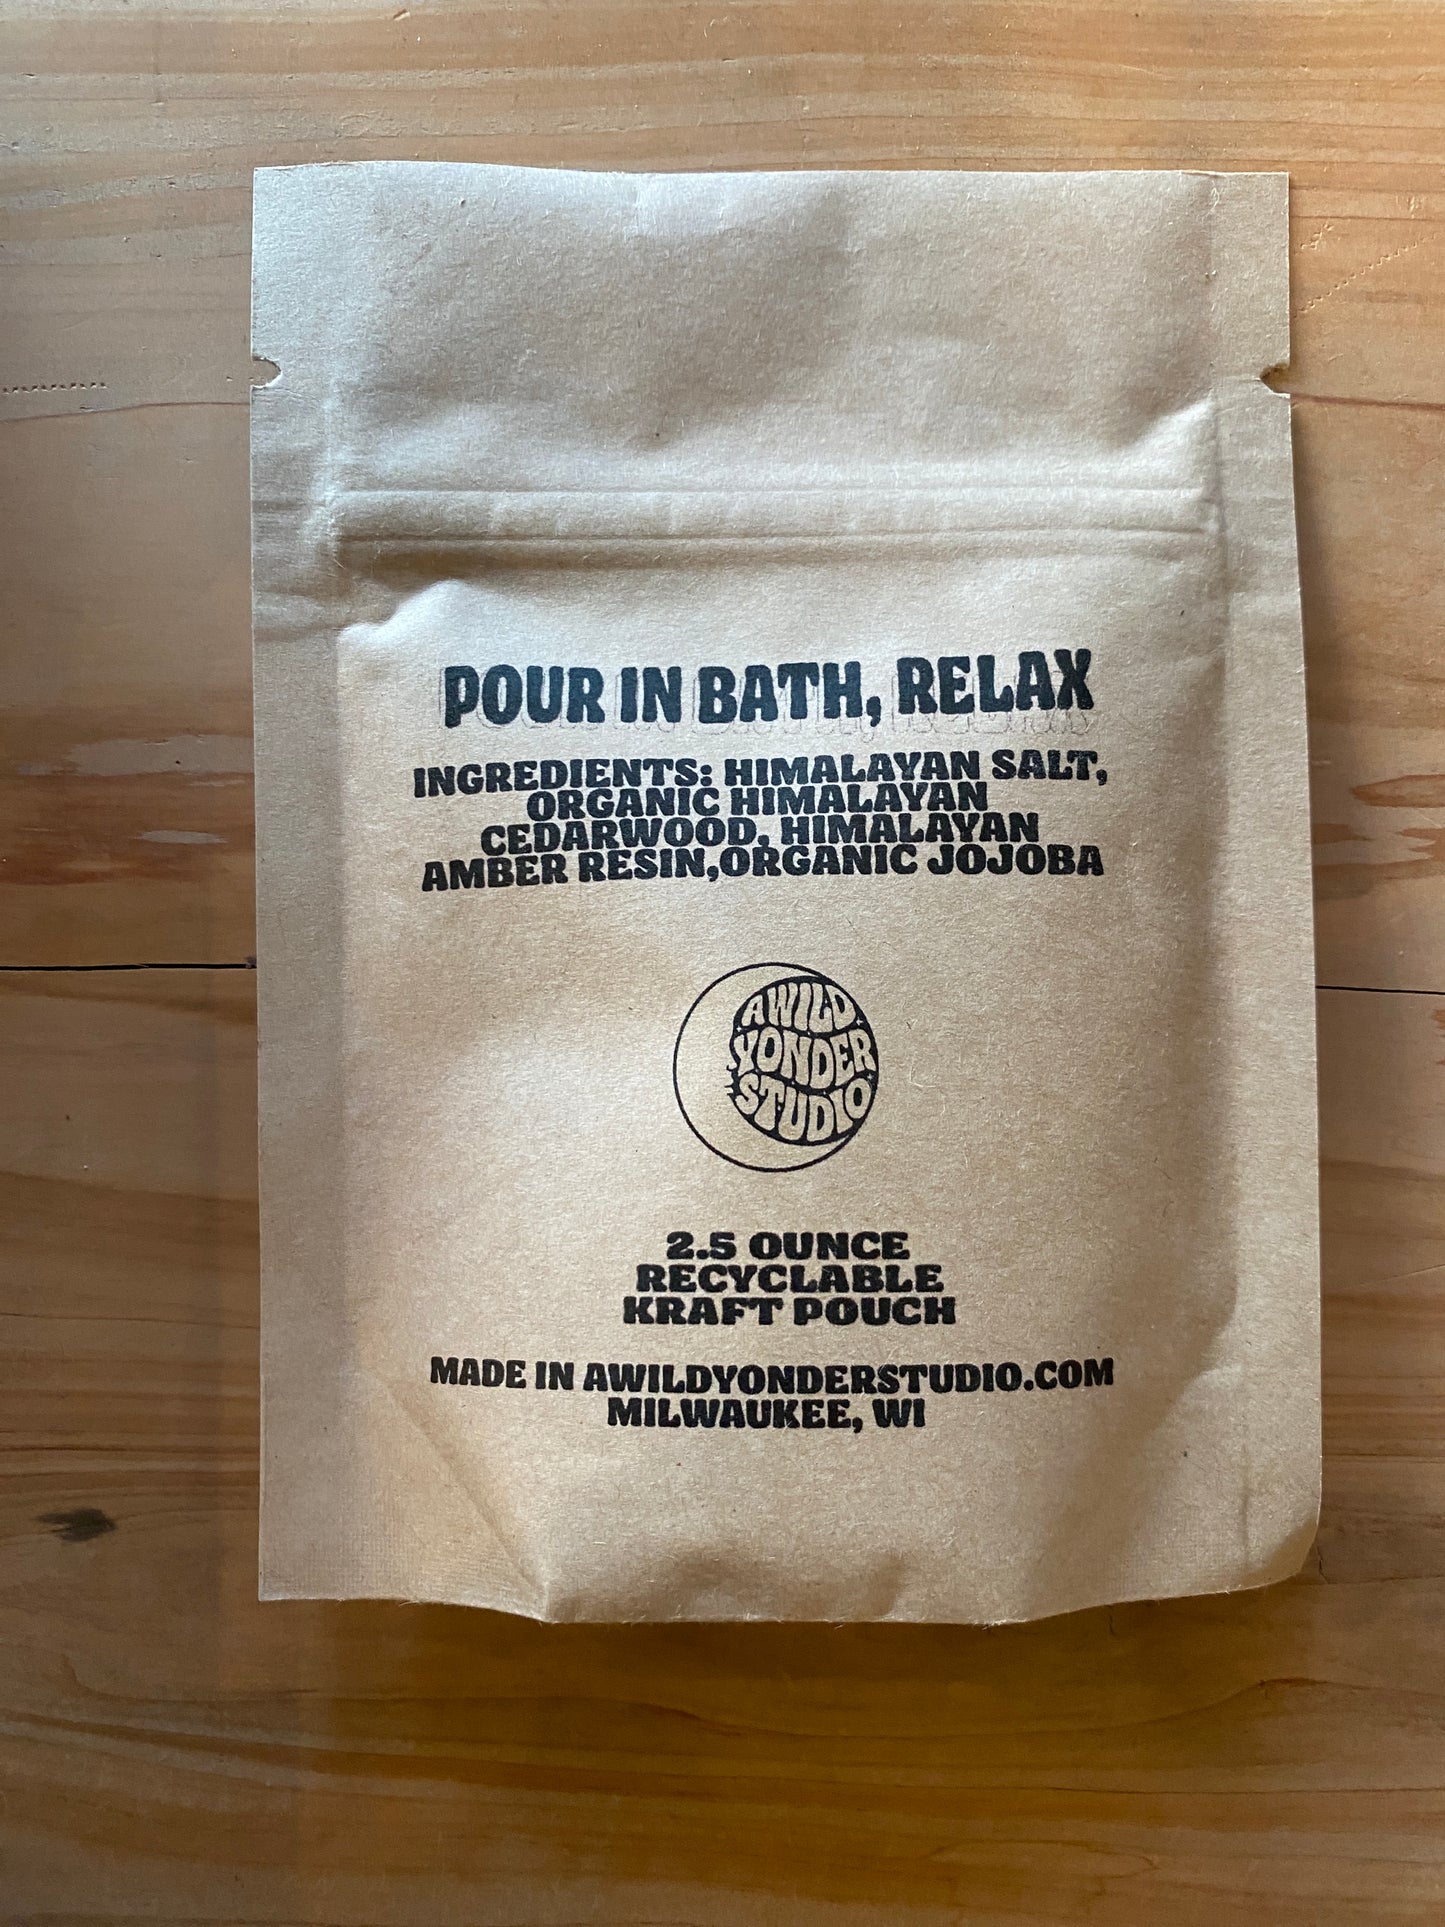 POUR IN BATH, RELAX
INGREDIENTS: HIMALAYAN SALT,
ORGANIC HIMALAYAN
CEDARWOOD, HIMALAYAN
AMBER RESIN,ORGANIC JOJOBA
A WILD
YONDER
STUDIO
2.5 OUNCE
RECYCLABLE
KRAFT POUCH
MADE IN AWILDYONDERSTUDIO.COM
MILWAUKEE, WI